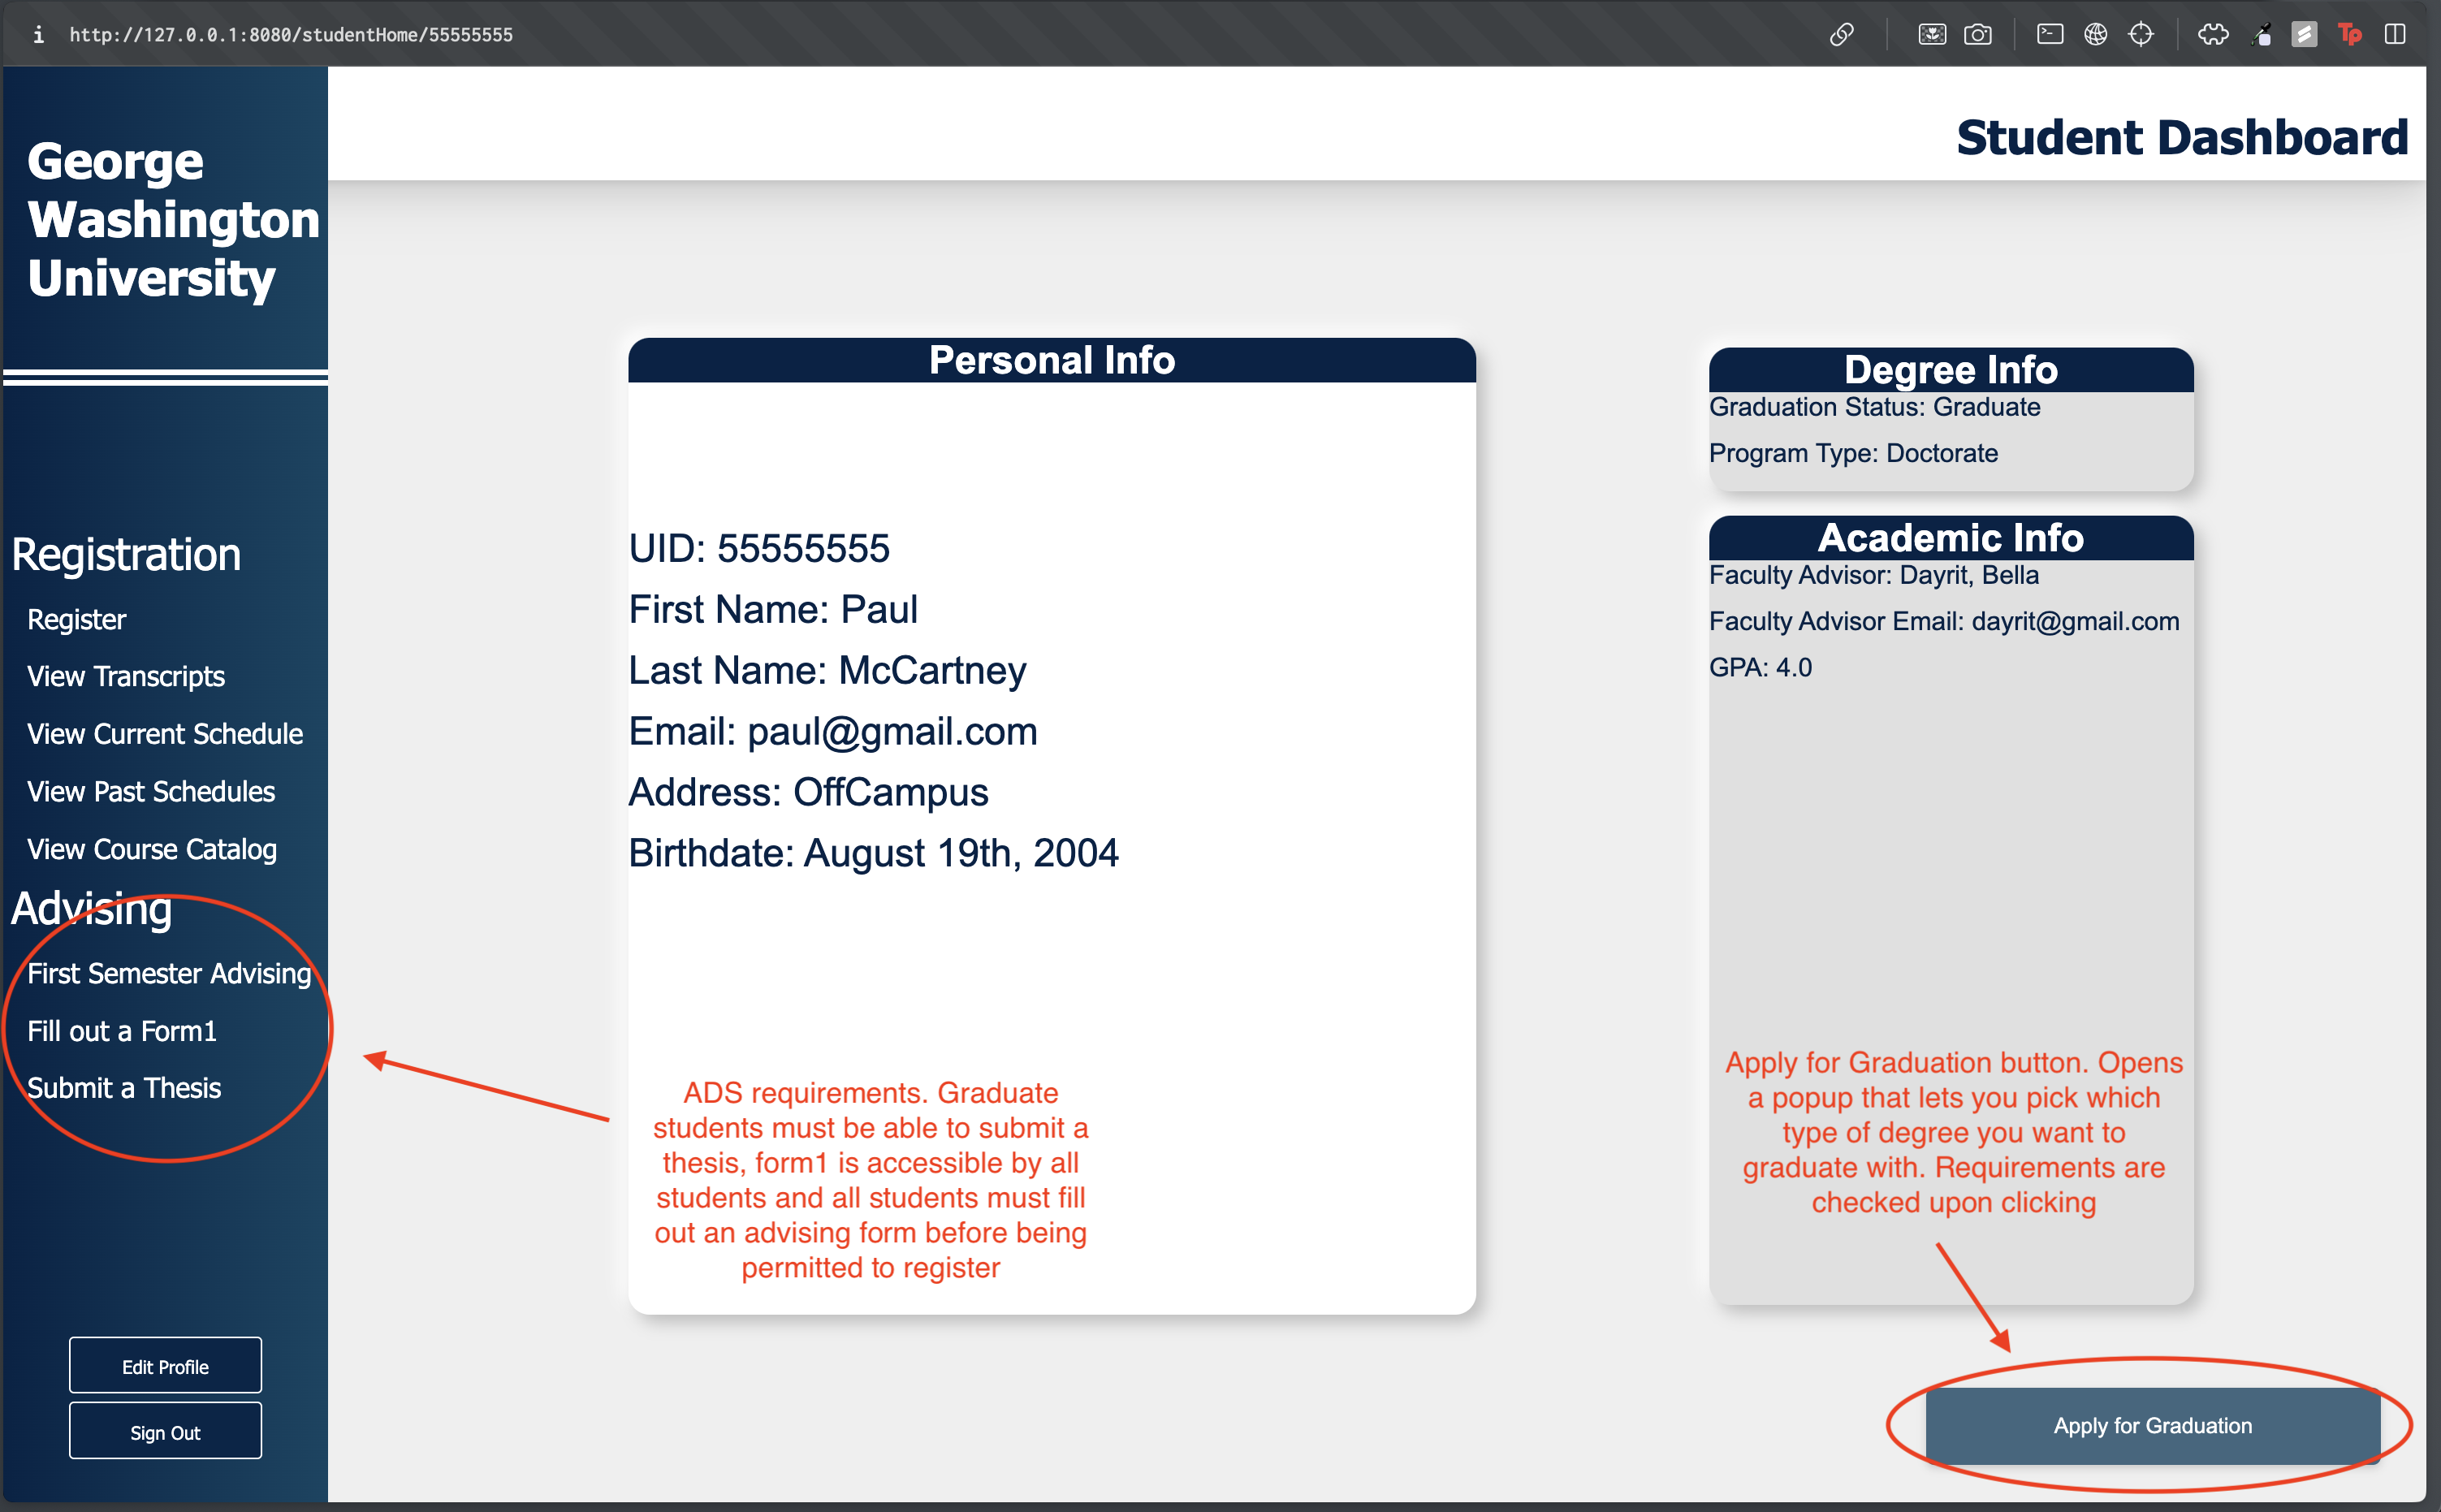 i http://127.0.0.1:8080/studentHome/55555555
Tp
George
Washington
University
Student Dashboard
Registration
Register
View Transcripts
View Current Schedule
View Past Schedules
View Course Catalog
Advising
First Semester Advising
Fill out a Form1
Submit a Thesis
Edit Profile
Sign Out
Personal Info
UID: 55555555
First Name: Paul
Last Name: McCartney
Email: paul@gmail.com
Address: OffCampus
Birthdate: August 19th, 2004
ADS requirements. Graduate
students must be able to submit a
thesis, form1 is accessible by all
students and all students must fill
out an advising form before being
permitted to register
Degree Info
Graduation Status: Graduate
Program Type: Doctorate
Academic Info
Faculty Advisor: Dayrit, Bella
Faculty Advisor Email: dayrit@gmail.com
GPA: 4.0
Apply for Graduation button. Opens
a popup that lets you pick which
type of degree you want to
graduate with. Requirements are
checked upon clicking
Apply for Graduation